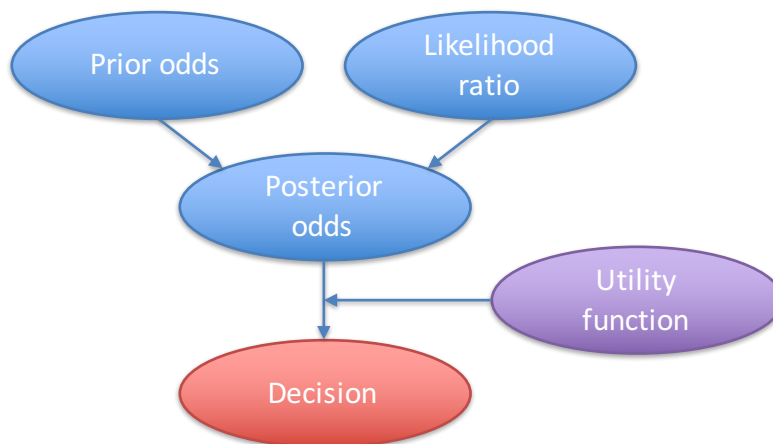 Prior odds
Likelihood
ratio
Posterior
odds
Utility
function
Decision